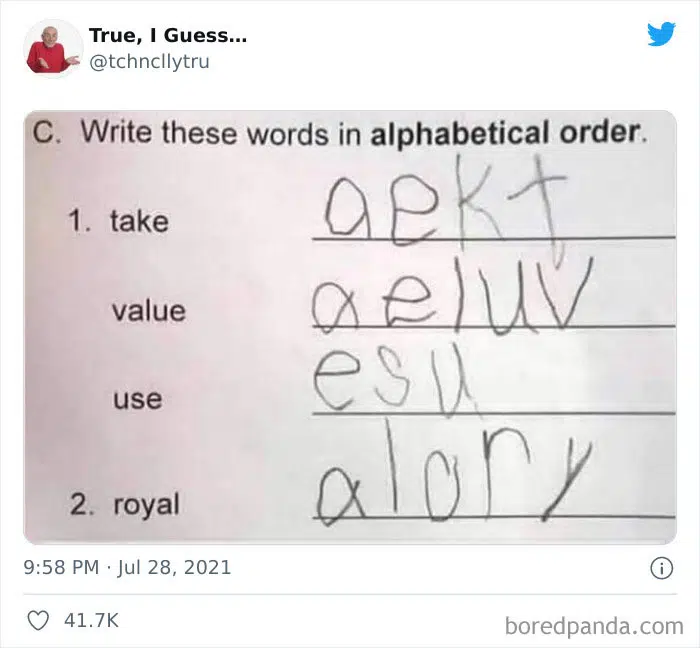 True, I Guess...
@tchncllytru
C. Write these words in alphabetical order.
1. take aekt
value aeluv
use esu
2. royal alory
9:58 PM · Jul 28, 2021
41.7K
boredpanda.com